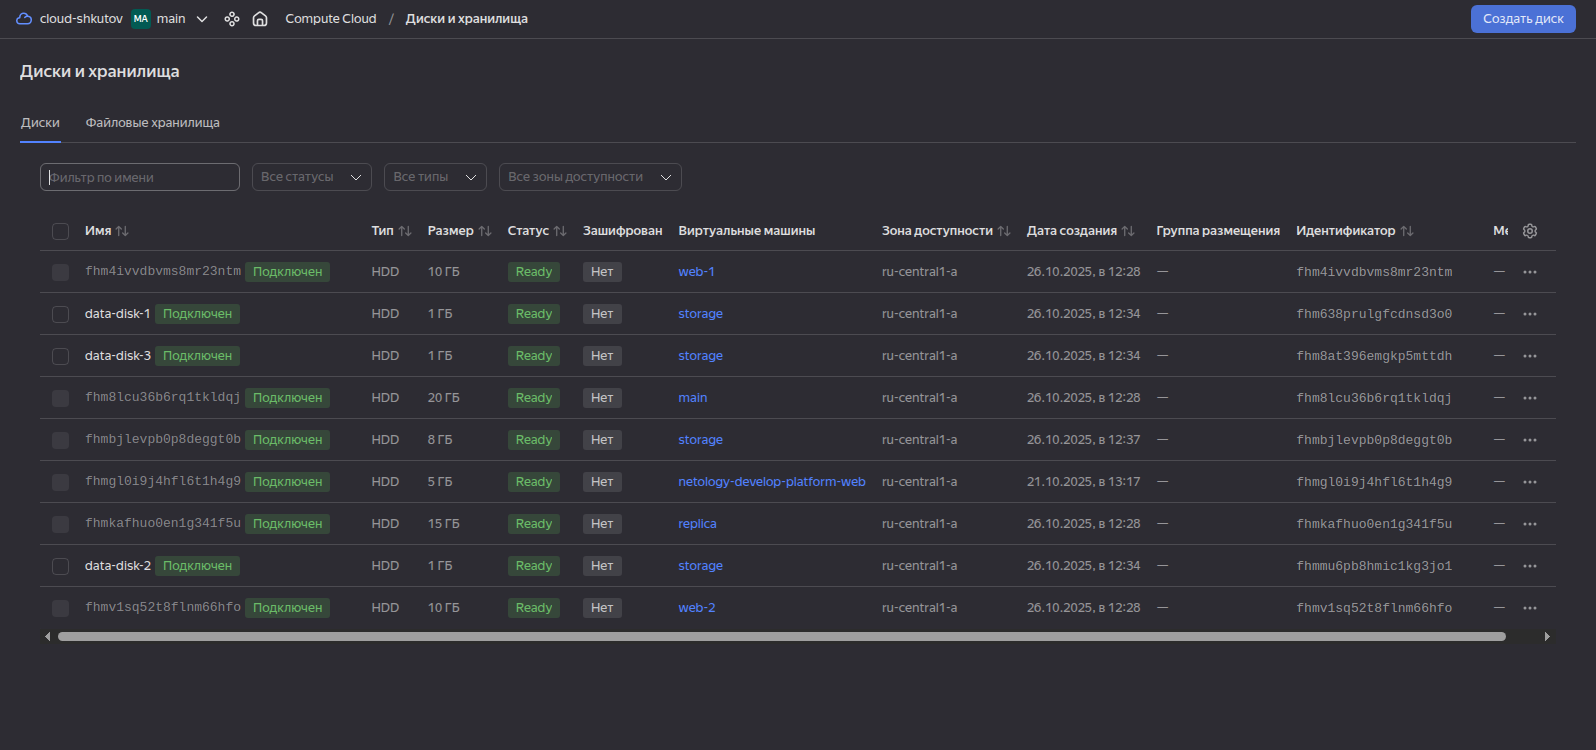 cloud-shkutov MA main Compute Cloud / Диски и хранилища Создать диск
Диски и хранилища
Диски Файловые хранилища
Фильтр по имени Все статусы Все типы Все зоны доступности
Имя Тип Размер Статус Зашифрован Виртуальные машины Зона доступности Дата создания Группа размещения Идентификатор Ме
fhm4ivvdbvms8mr23ntm Подключен HDD 10 ГБ Ready Нет web-1 ru-central1-a 26.10.2025, в 12:28 — fhm4ivvdbvms8mr23ntm —
data-disk-1 Подключен HDD 1 ГБ Ready Нет storage ru-central1-a 26.10.2025, в 12:34 — fhm638prulgfcdnsd3o0 —
data-disk-3 Подключен HDD 1 ГБ Ready Нет storage ru-central1-a 26.10.2025, в 12:34 — fhm8at396emgkp5mttdh —
fhm8lcu36b6rq1tkldqj Подключен HDD 20 ГБ Ready Нет main ru-central1-a 26.10.2025, в 12:28 — fhm8lcu36b6rq1tkldqj —
fhmbjlevpb0p8deggt0b Подключен HDD 8 ГБ Ready Нет storage ru-central1-a 26.10.2025, в 12:37 — fhmbjlevpb0p8deggt0b —
fhmgl0i9j4hfl6t1h4g9 Подключен HDD 5 ГБ Ready Нет netology-develop-platform-web ru-central1-a 21.10.2025, в 13:17 — fhmgl0i9j4hfl6t1h4g9 —
fhmkafhuo0en1g341f5u Подключен HDD 15 ГБ Ready Нет replica ru-central1-a 26.10.2025, в 12:28 — fhmkafhuo0en1g341f5u —
data-disk-2 Подключен HDD 1 ГБ Ready Нет storage ru-central1-a 26.10.2025, в 12:34 — fhmmu6pb8hmic1kg3jo1 —
fhmv1sq52t8flnm66hfo Подключен HDD 10 ГБ Ready Нет web-2 ru-central1-a 26.10.2025, в 12:28 — fhmv1sq52t8flnm66hfo —